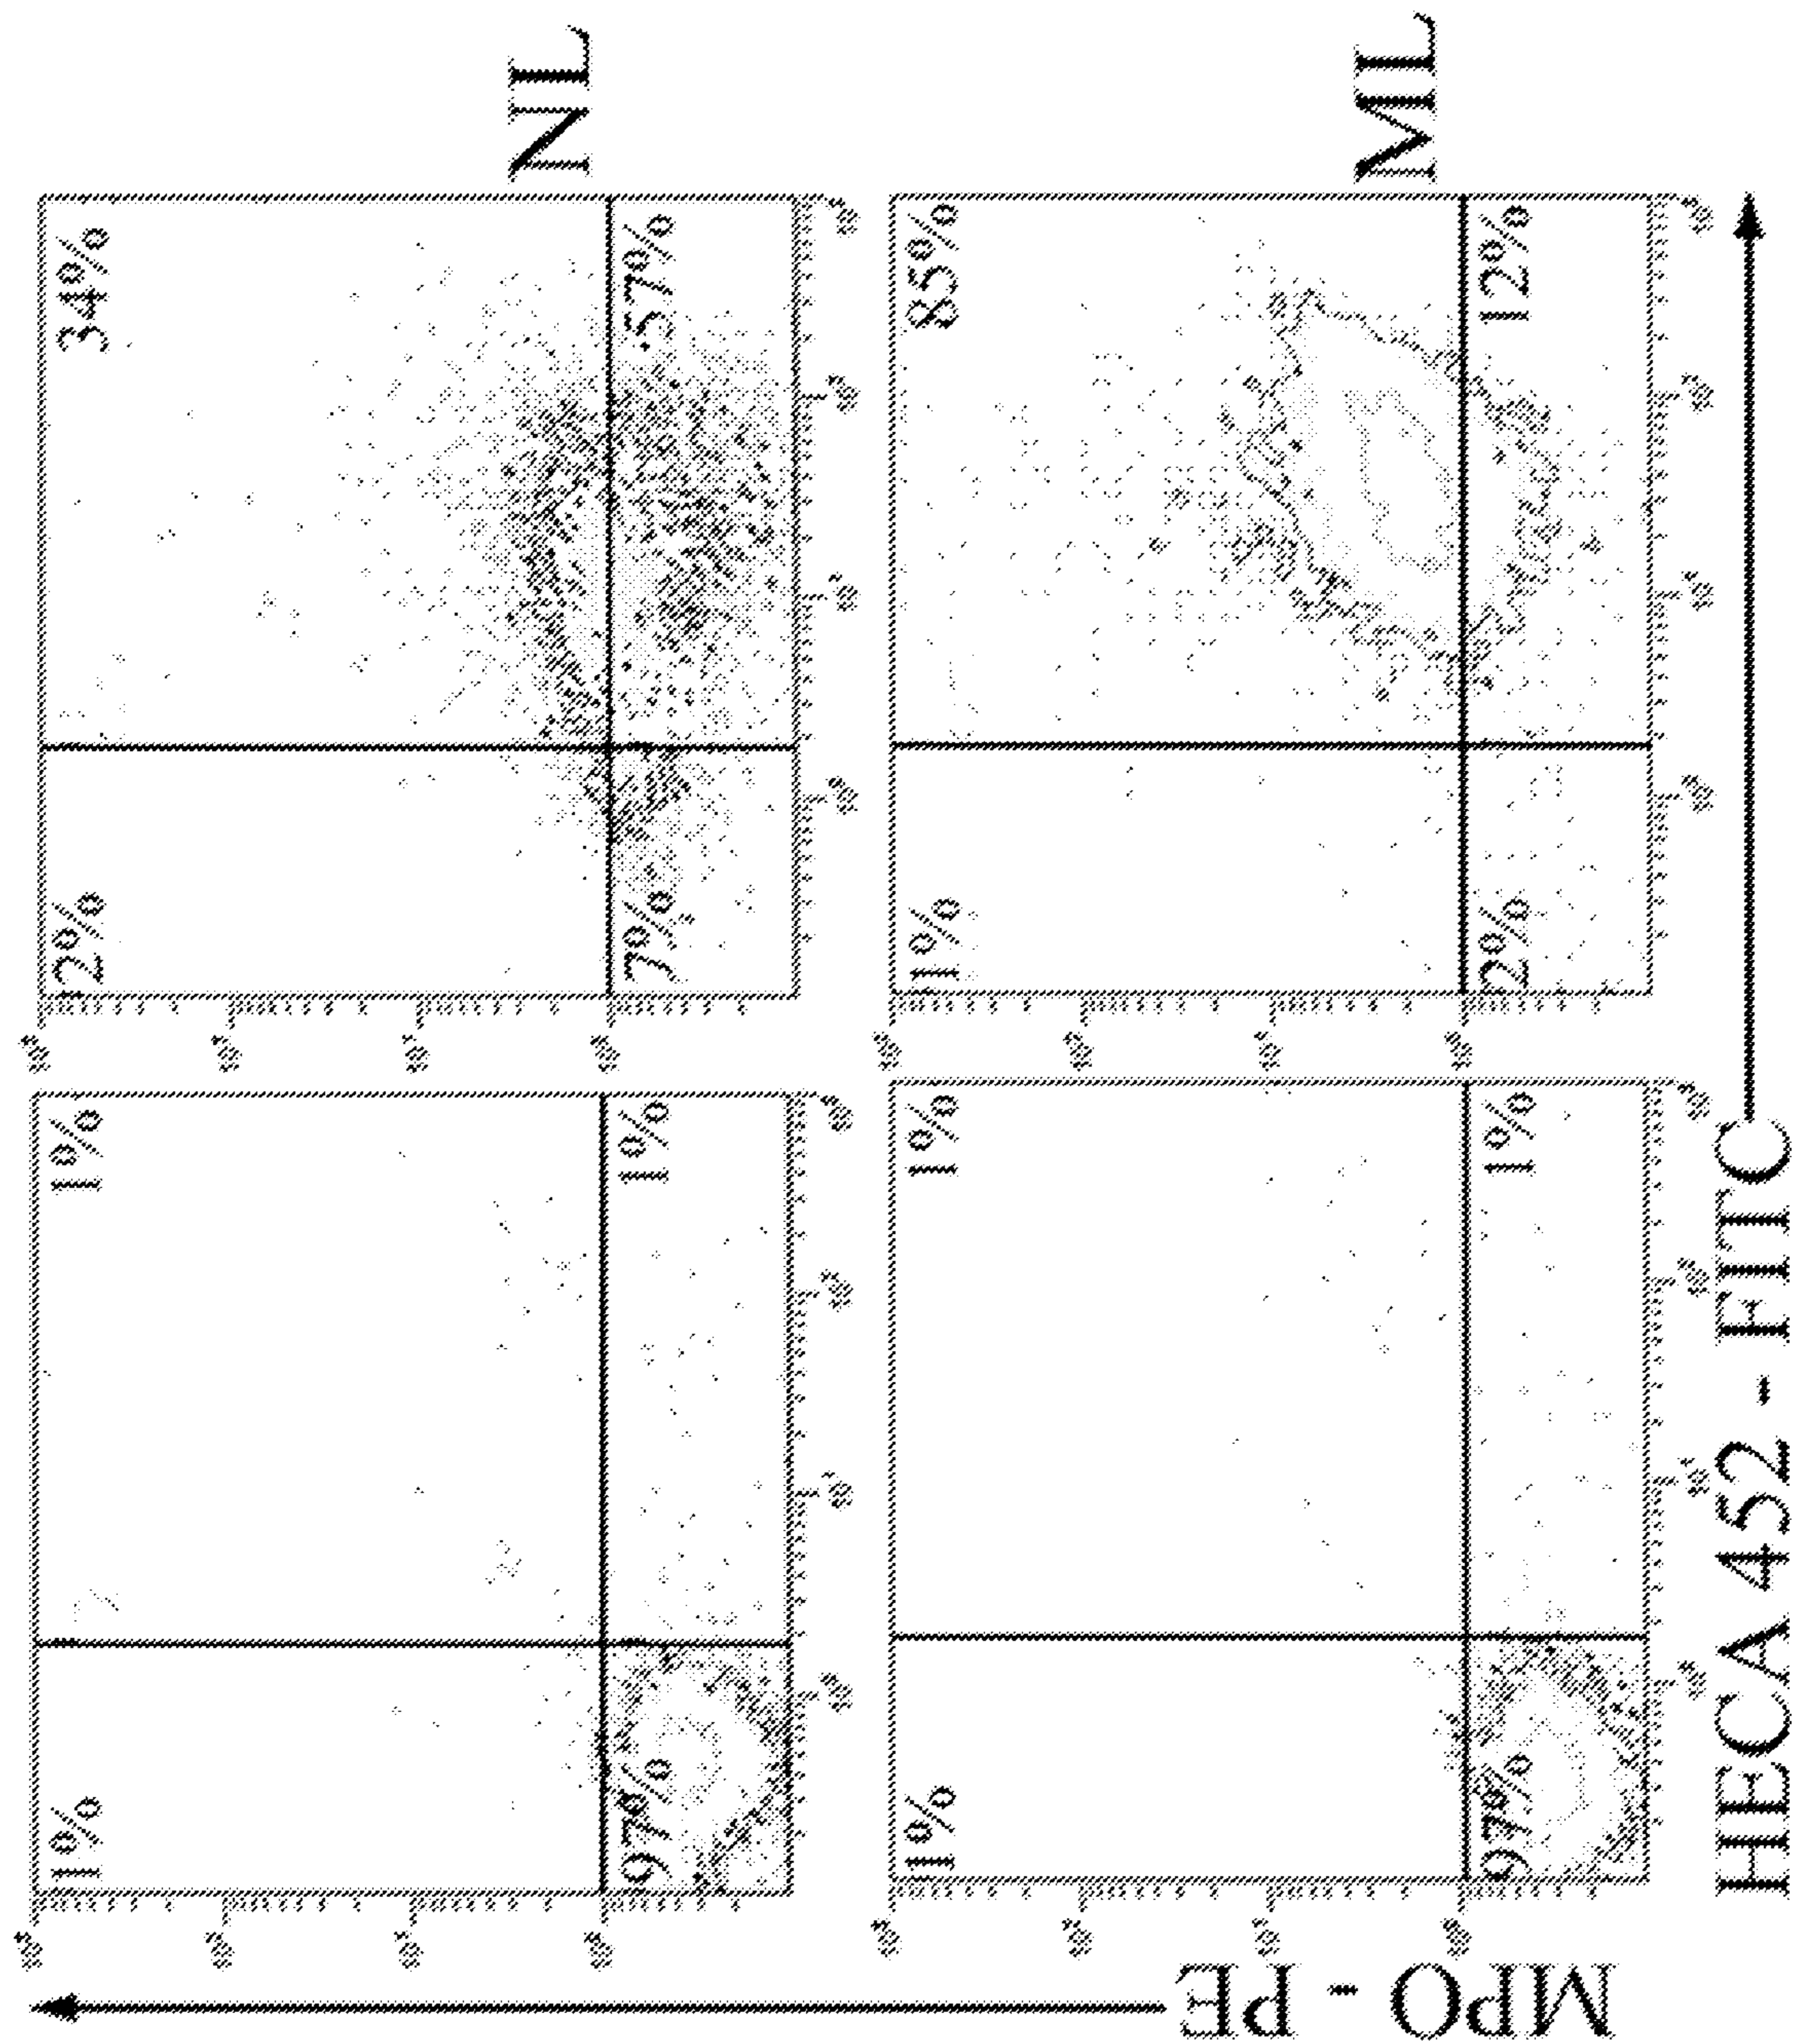 1% 1% 2% 34%
97% 1% 7% 57%
NL
1% 1% 1% 85%
97% 1% 2% 12%
ML
MPO - PE
HECA 452 - FITC